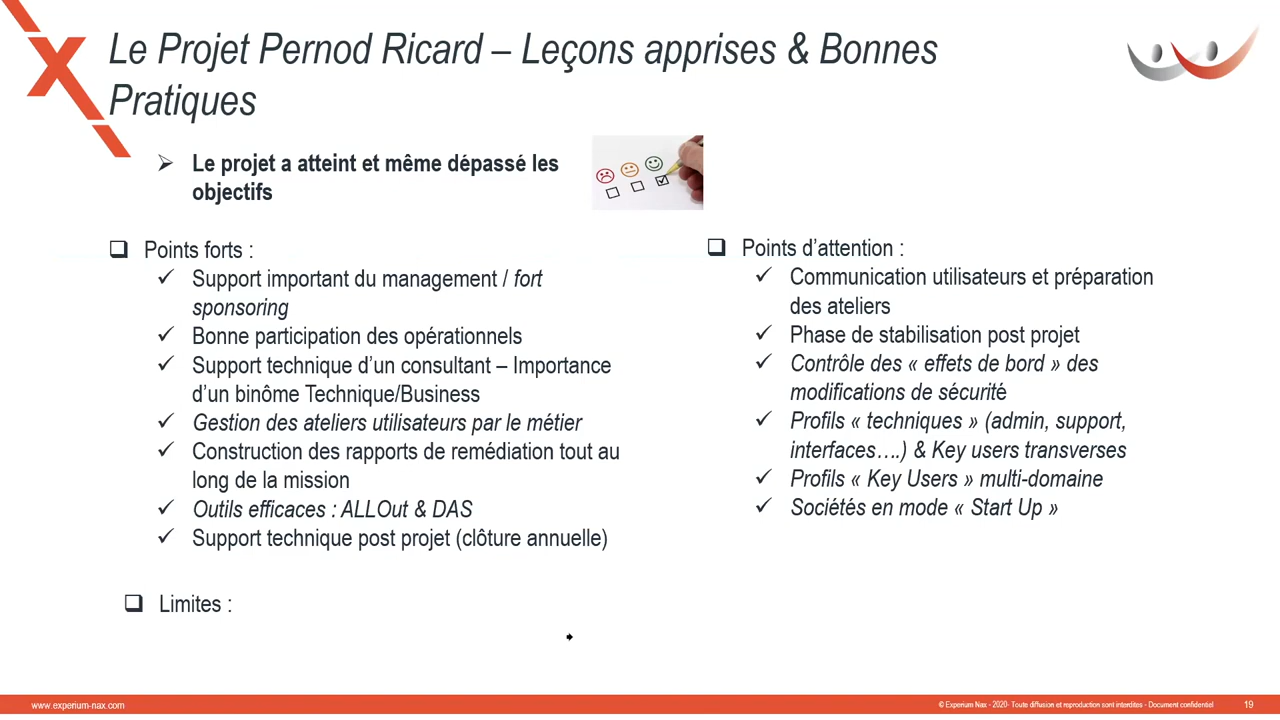 Le Projet Pernod Ricard – Leçons apprises & Bonnes
Pratiques
Le projet a atteint et même dépassé les
objectifs
Points forts :
Support important du management / fort
sponsoring
Bonne participation des opérationnels
Support technique d’un consultant – Importance
d’un binôme Technique/Business
Gestion des ateliers utilisateurs par le métier
Construction des rapports de remédiation tout au
long de la mission
Outils efficaces : ALLOut & DAS
Support technique post projet (clôture annuelle)
Limites :
Points d’attention :
Communication utilisateurs et préparation
des ateliers
Phase de stabilisation post projet
Contrôle des « effets de bord » des
modifications de sécurité
Profils « techniques » (admin, support,
interfaces….) & Key users transverses
Profils « Key Users » multi-domaine
Sociétés en mode « Start Up »
www.experium-nax.com
© Experium Nax - 2020- Toute diffusion et reproduction sont interdites - Document confidentiel
19